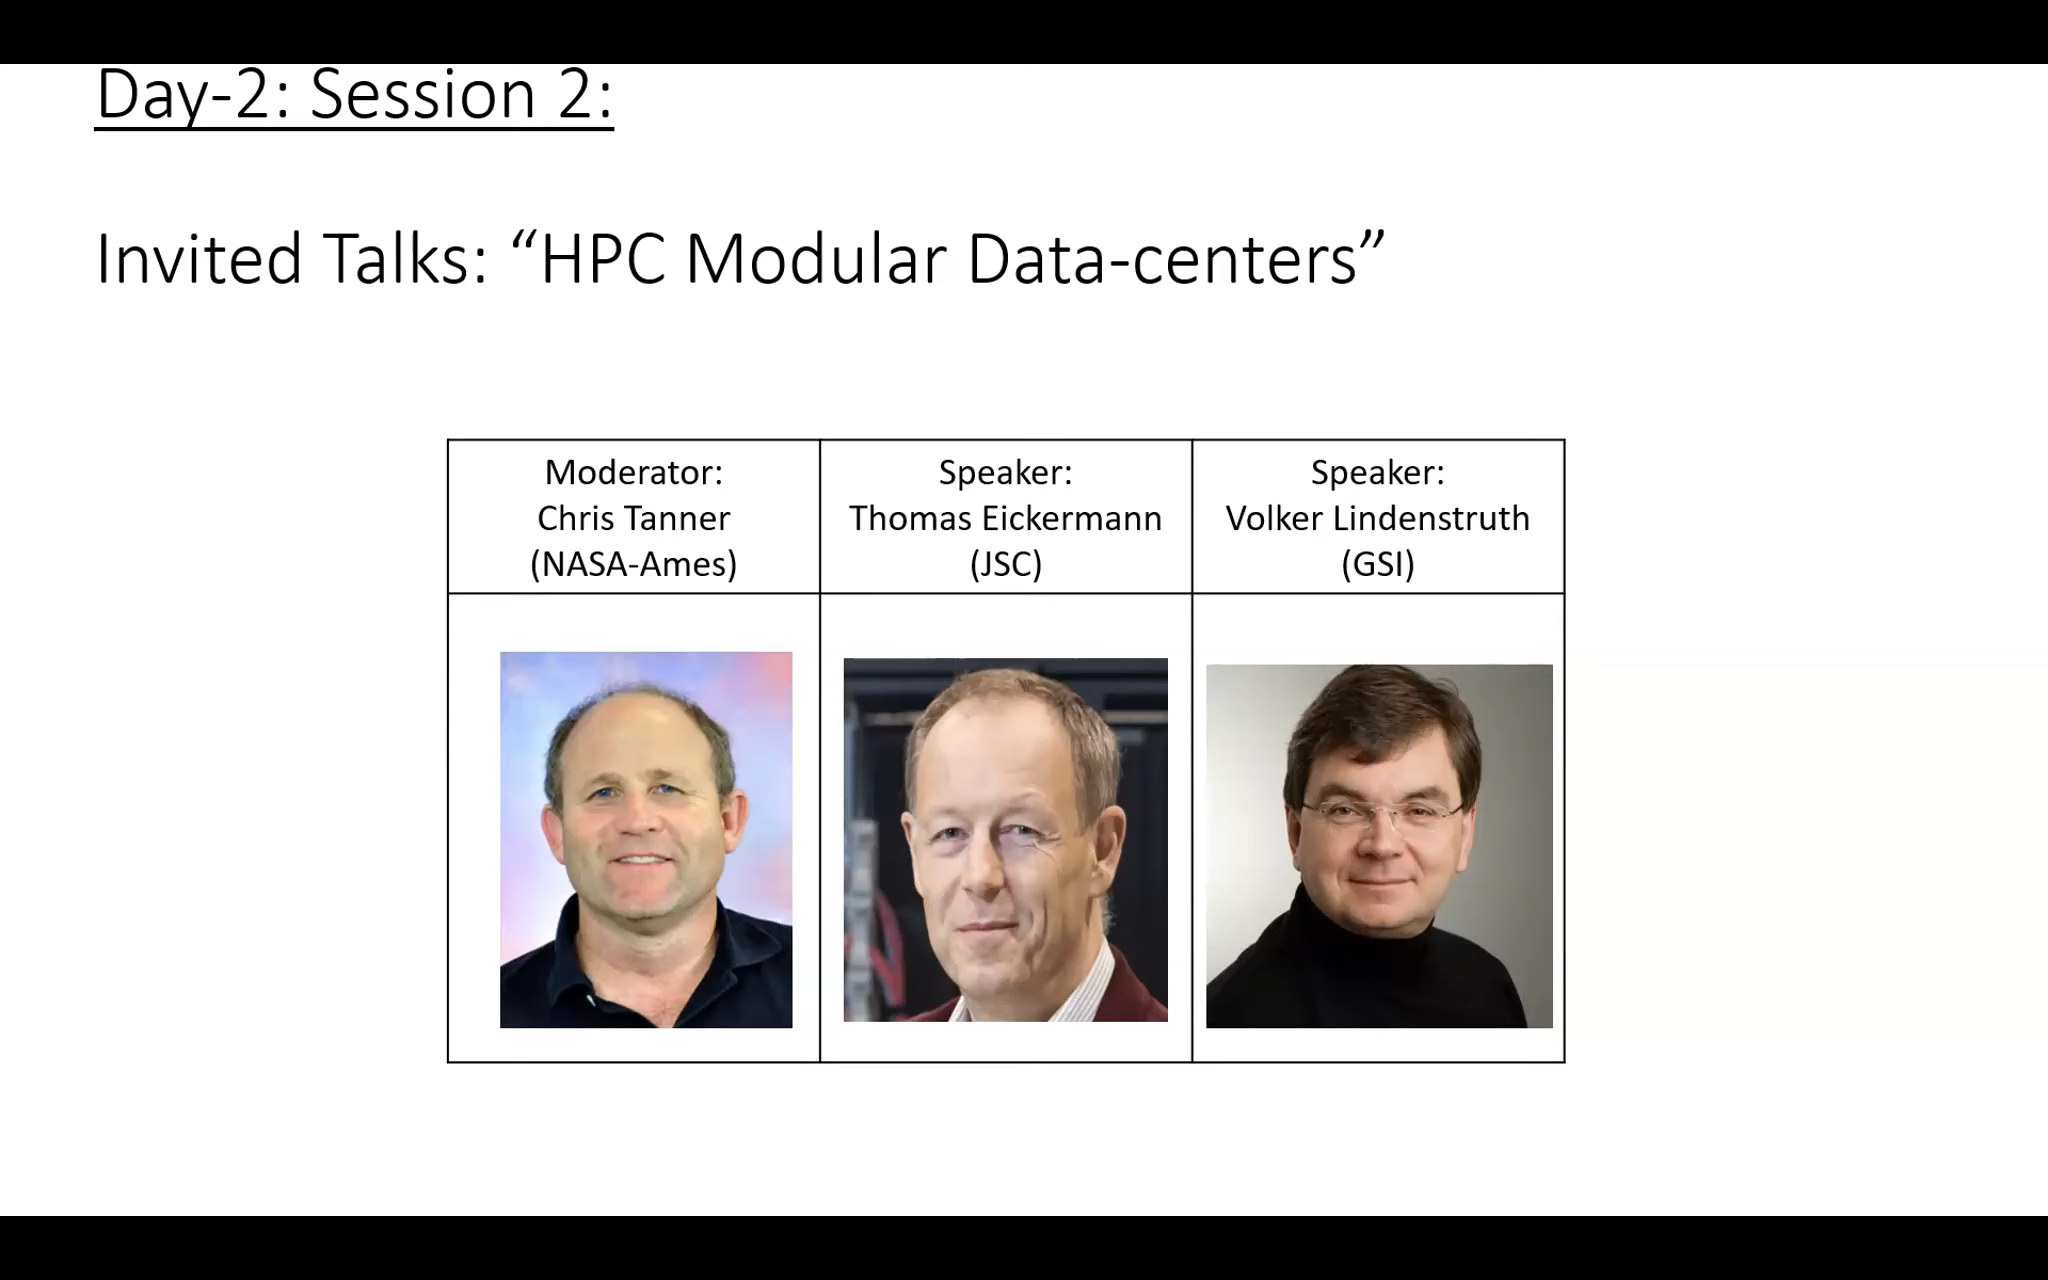 Day-2: Session 2:
Invited Talks: “HPC Modular Data-centers”
Moderator:
Chris Tanner
(NASA-Ames)
Speaker:
Thomas Eickermann
(JSC)
Speaker:
Volker Lindenstruth
(GSI)